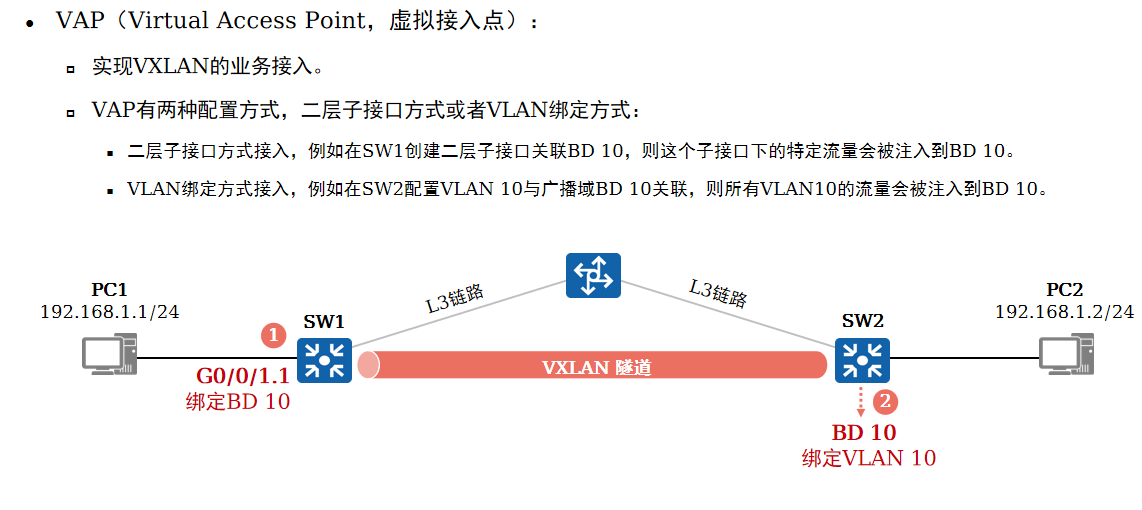 VAP（Virtual Access Point，虚拟接入点）：
实现VXLAN的业务接入。
VAP有两种配置方式，二层子接口方式或者VLAN绑定方式：
二层子接口方式接入，例如在SW1创建二层子接口关联BD 10，则这个子接口下的特定流量会被注入到BD 10。
VLAN绑定方式接入，例如在SW2配置VLAN 10与广播域BD 10关联，则所有VLAN10的流量会被注入到BD 10。
L3链路
L3链路
PC1
192.168.1.1/24
PC2
192.168.1.2/24
1
SW1
SW2
VXLAN 隧道
G0/0/1.1
绑定BD 10
2
BD 10
绑定VLAN 10